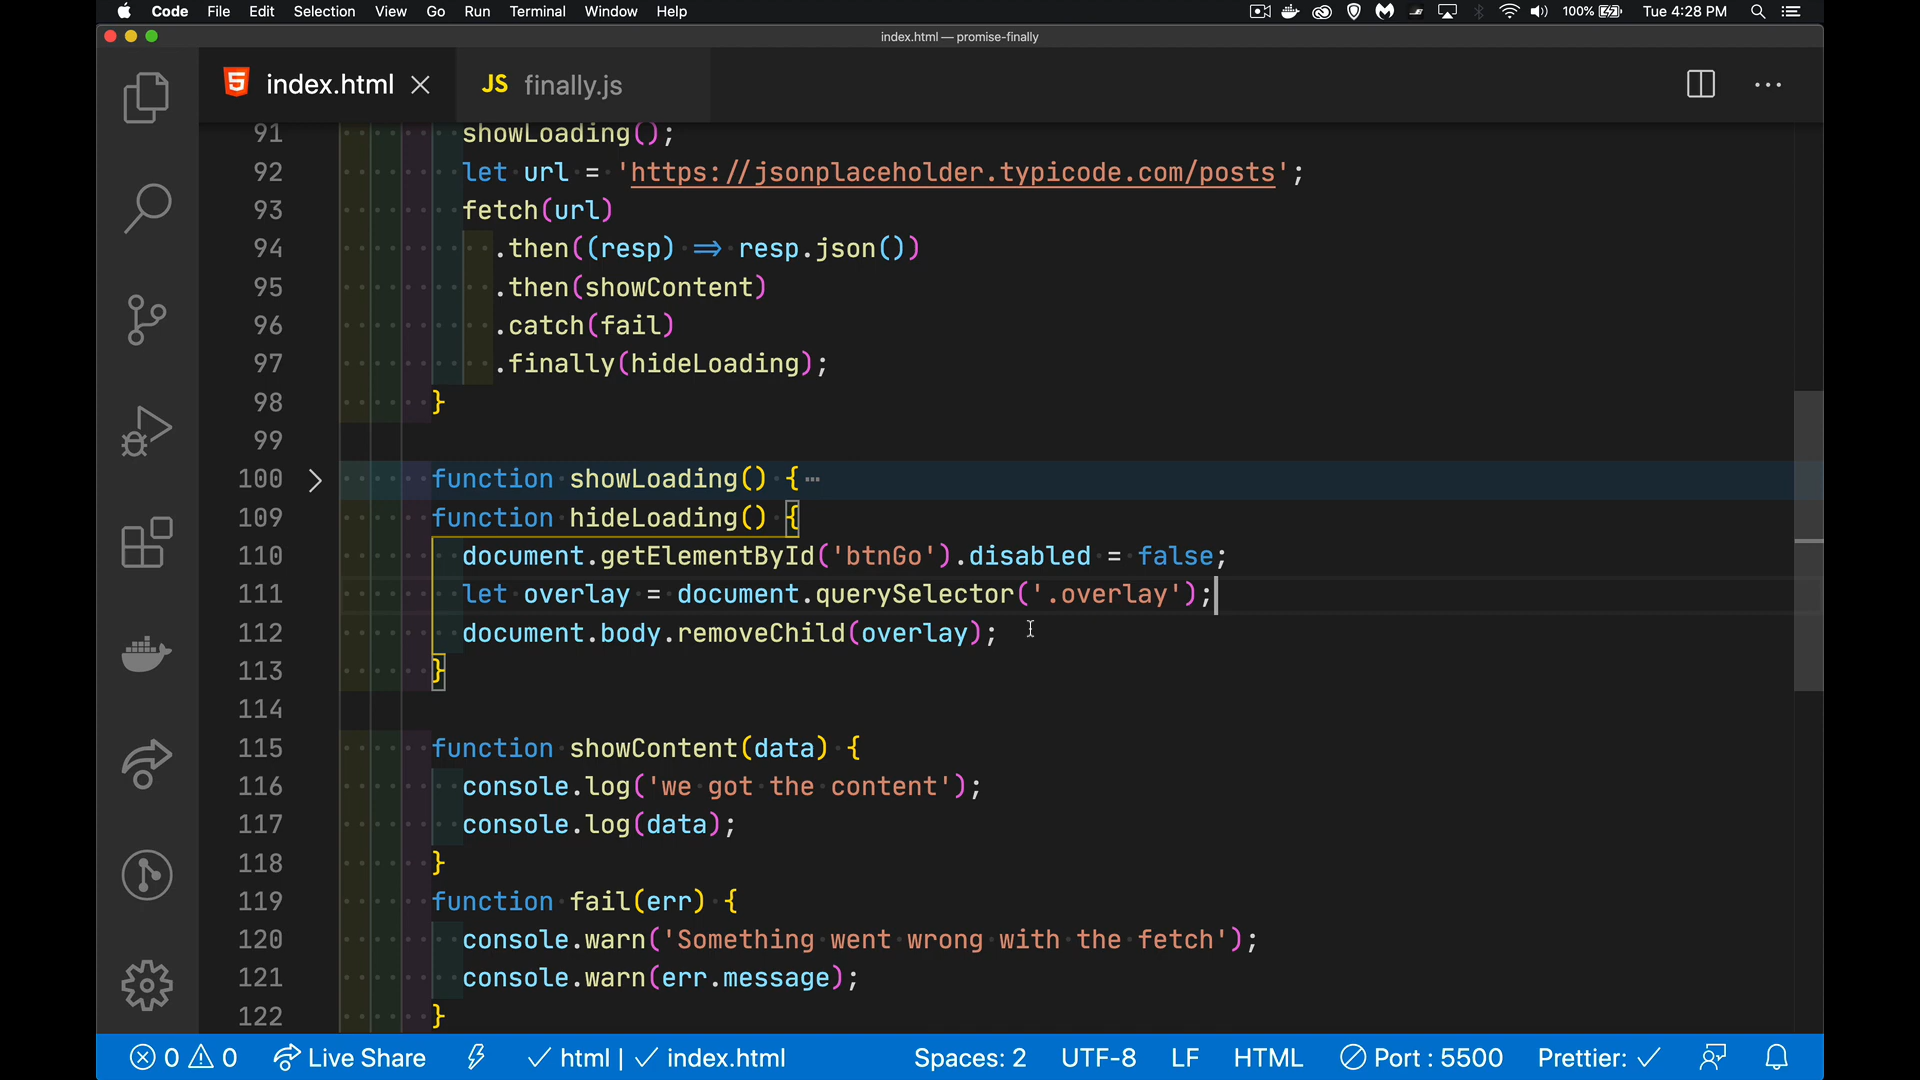 Code File Edit Selection View Go Run Terminal Window Help 100% Tue 4:28 PM
index.html — promise-finally
5 index.html JS finally.js
91 showLoading();
92 let url = 'https://jsonplaceholder.typicode.com/posts';
93 fetch(url)
94 .then((resp) => resp.json())
95 .then(showContent)
96 .catch(fail)
97 .finally(hideLoading);
98 }
99
100 function showLoading() { ···
109 function hideLoading() {
110 document.getElementById('btnGo').disabled = false;
111 let overlay = document.querySelector('.overlay');
112 document.body.removeChild(overlay);
113 }
114
115 function showContent(data) {
116 console.log('we got the content');
117 console.log(data);
118 }
119 function fail(err) {
120 console.warn('Something went wrong with the fetch');
121 console.warn(err.message);
122 }
0 0 Live Share html | index.html Spaces: 2 UTF-8 LF HTML Port : 5500 Prettier: